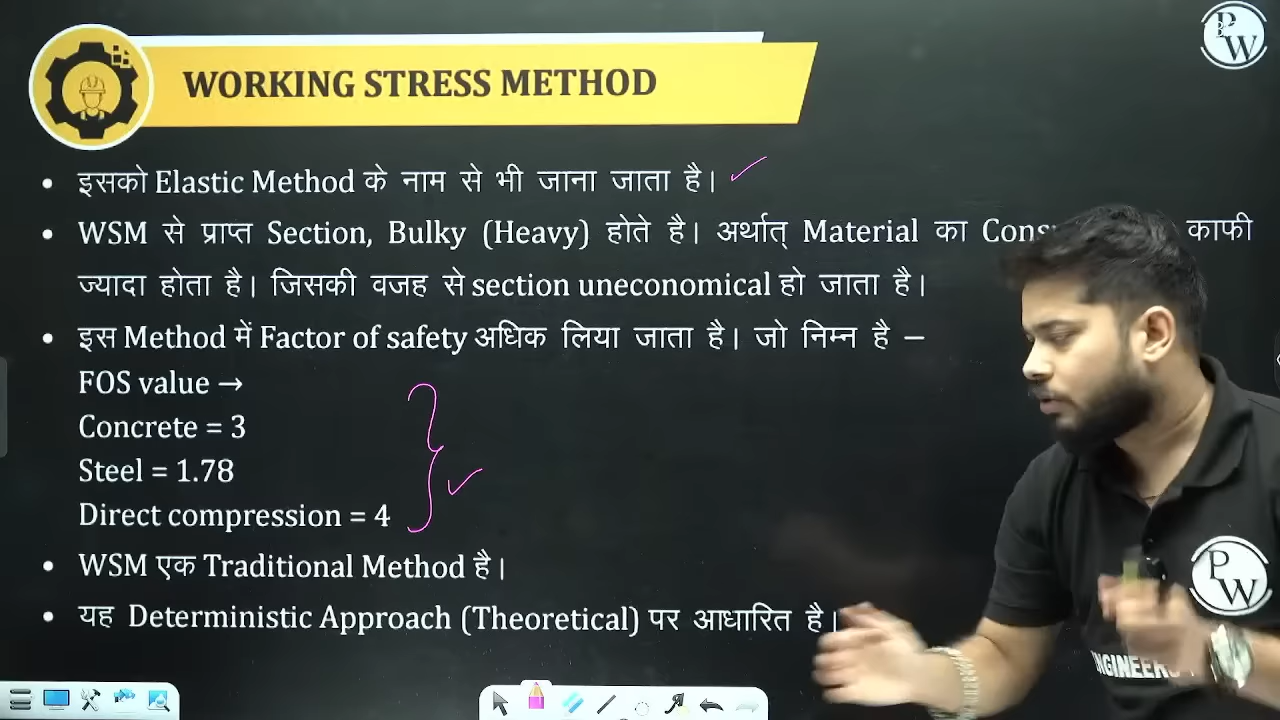 PW
WORKING STRESS METHOD
• इसको Elastic Method के नाम से भी जाना जाता है।
• WSM से प्राप्त Section, Bulky (Heavy) होते है। अर्थात् Material का काफी
ज्यादा होता है। जिसकी वजह से section uneconomical हो जाता है।
• इस Method में Factor of safety अधिक लिया जाता है। जो निम्न है –
FOS value →
Concrete = 3
Steel = 1.78
Direct compression = 4
• WSM एक Traditional Method है।
• यह Deterministic Approach (Theoretical) पर आधारित है।
PW